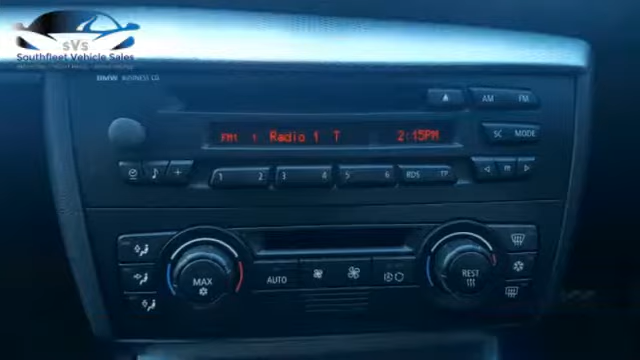 sVs
Southfleet Vehicle Sales
BMW BUSINESS CD
AM FM
FM1 1 Radio 1 T 2:15PM
SC MODE
1 2 3 4 5 6 RDS TP
MAX
AUTO
REST